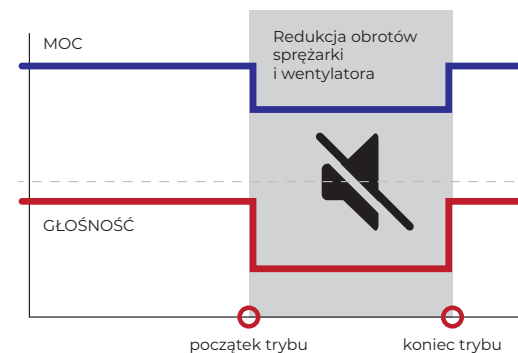 MOC
Redukcja obrotów
sprężarki
i wentylatora
GŁOŚNOŚĆ
początek trybu
koniec trybu